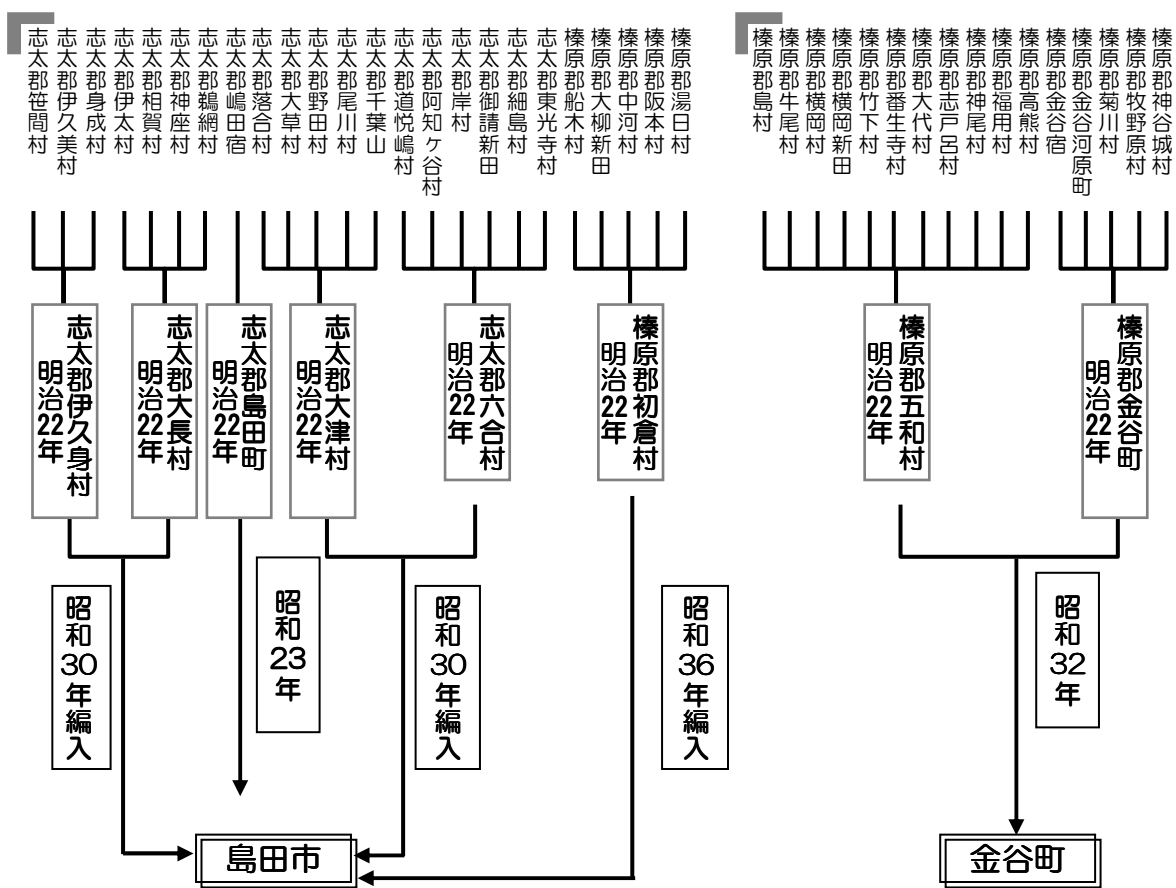 志太郡笹間村
志太郡伊久美村
志太郡身成村
志太郡伊太村
志太郡相賀村
志太郡神座村
志太郡鵜網村
志太郡嶋田宿
志太郡落合村
志太郡大草村
志太郡野田村
志太郡尾川村
志太郡千葉山
志太郡道悦嶋村
志太郡阿知ヶ谷村
志太郡岸村
志太郡御請新田
志太郡細島村
志太郡東光寺村
榛原郡船木村
榛原郡大柳新田
榛原郡中河村
榛原郡阪本村
榛原郡湯日村
榛原郡島村
榛原郡牛尾村
榛原郡横岡村
榛原郡横岡新田
榛原郡竹下村
榛原郡番生寺村
榛原郡大代村
榛原郡志戸呂村
榛原郡神尾村
榛原郡福用村
榛原郡高熊村
榛原郡金谷宿
榛原郡金谷河原町
榛原郡菊川村
榛原郡牧野原村
榛原郡神谷城村
志太郡伊久身村
明治22年
志太郡大長村
明治22年
志太郡島田町
明治22年
志太郡大津村
明治22年
志太郡六合村
明治22年
榛原郡初倉村
明治22年
榛原郡五和村
明治22年
榛原郡金谷町
明治22年
昭和30年編入
昭和23年
昭和30年編入
昭和36年編入
昭和32年
島田市
金谷町